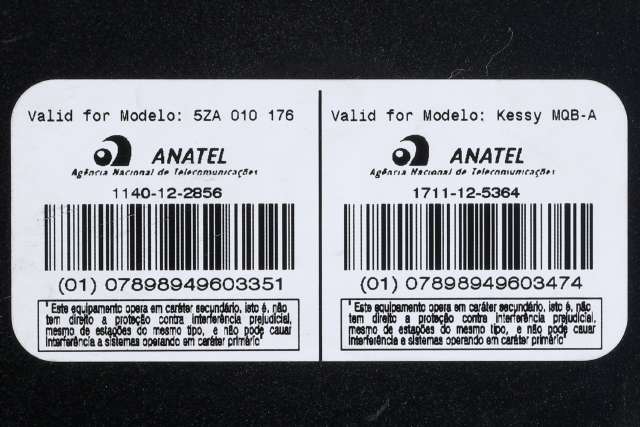 Valid for Modelo: 5ZA 010 176
ANATEL
Agência Nacional de Telecomunicações
1140-12-2856
(01) 07898949603351
"Este equipamento opera em caráter secundário, isto é, não
tem direito a proteção contra interferência prejudicial,
mesmo de estações do mesmo tipo, e não pode cauar
interferência a sistemas operando em caráter primário"
Valid for Modelo: Kessy MQB-A
ANATEL
Agência Nacional de Telecomunicações
1711-12-5364
(01) 07898949603474
"Este equipamento opera em caráter secundário, isto é, não
tem direito a proteção contra interferência prejudicial,
mesmo de estações do mesmo tipo, e não pode cauar
interferência a sistemas operando em caráter primário"